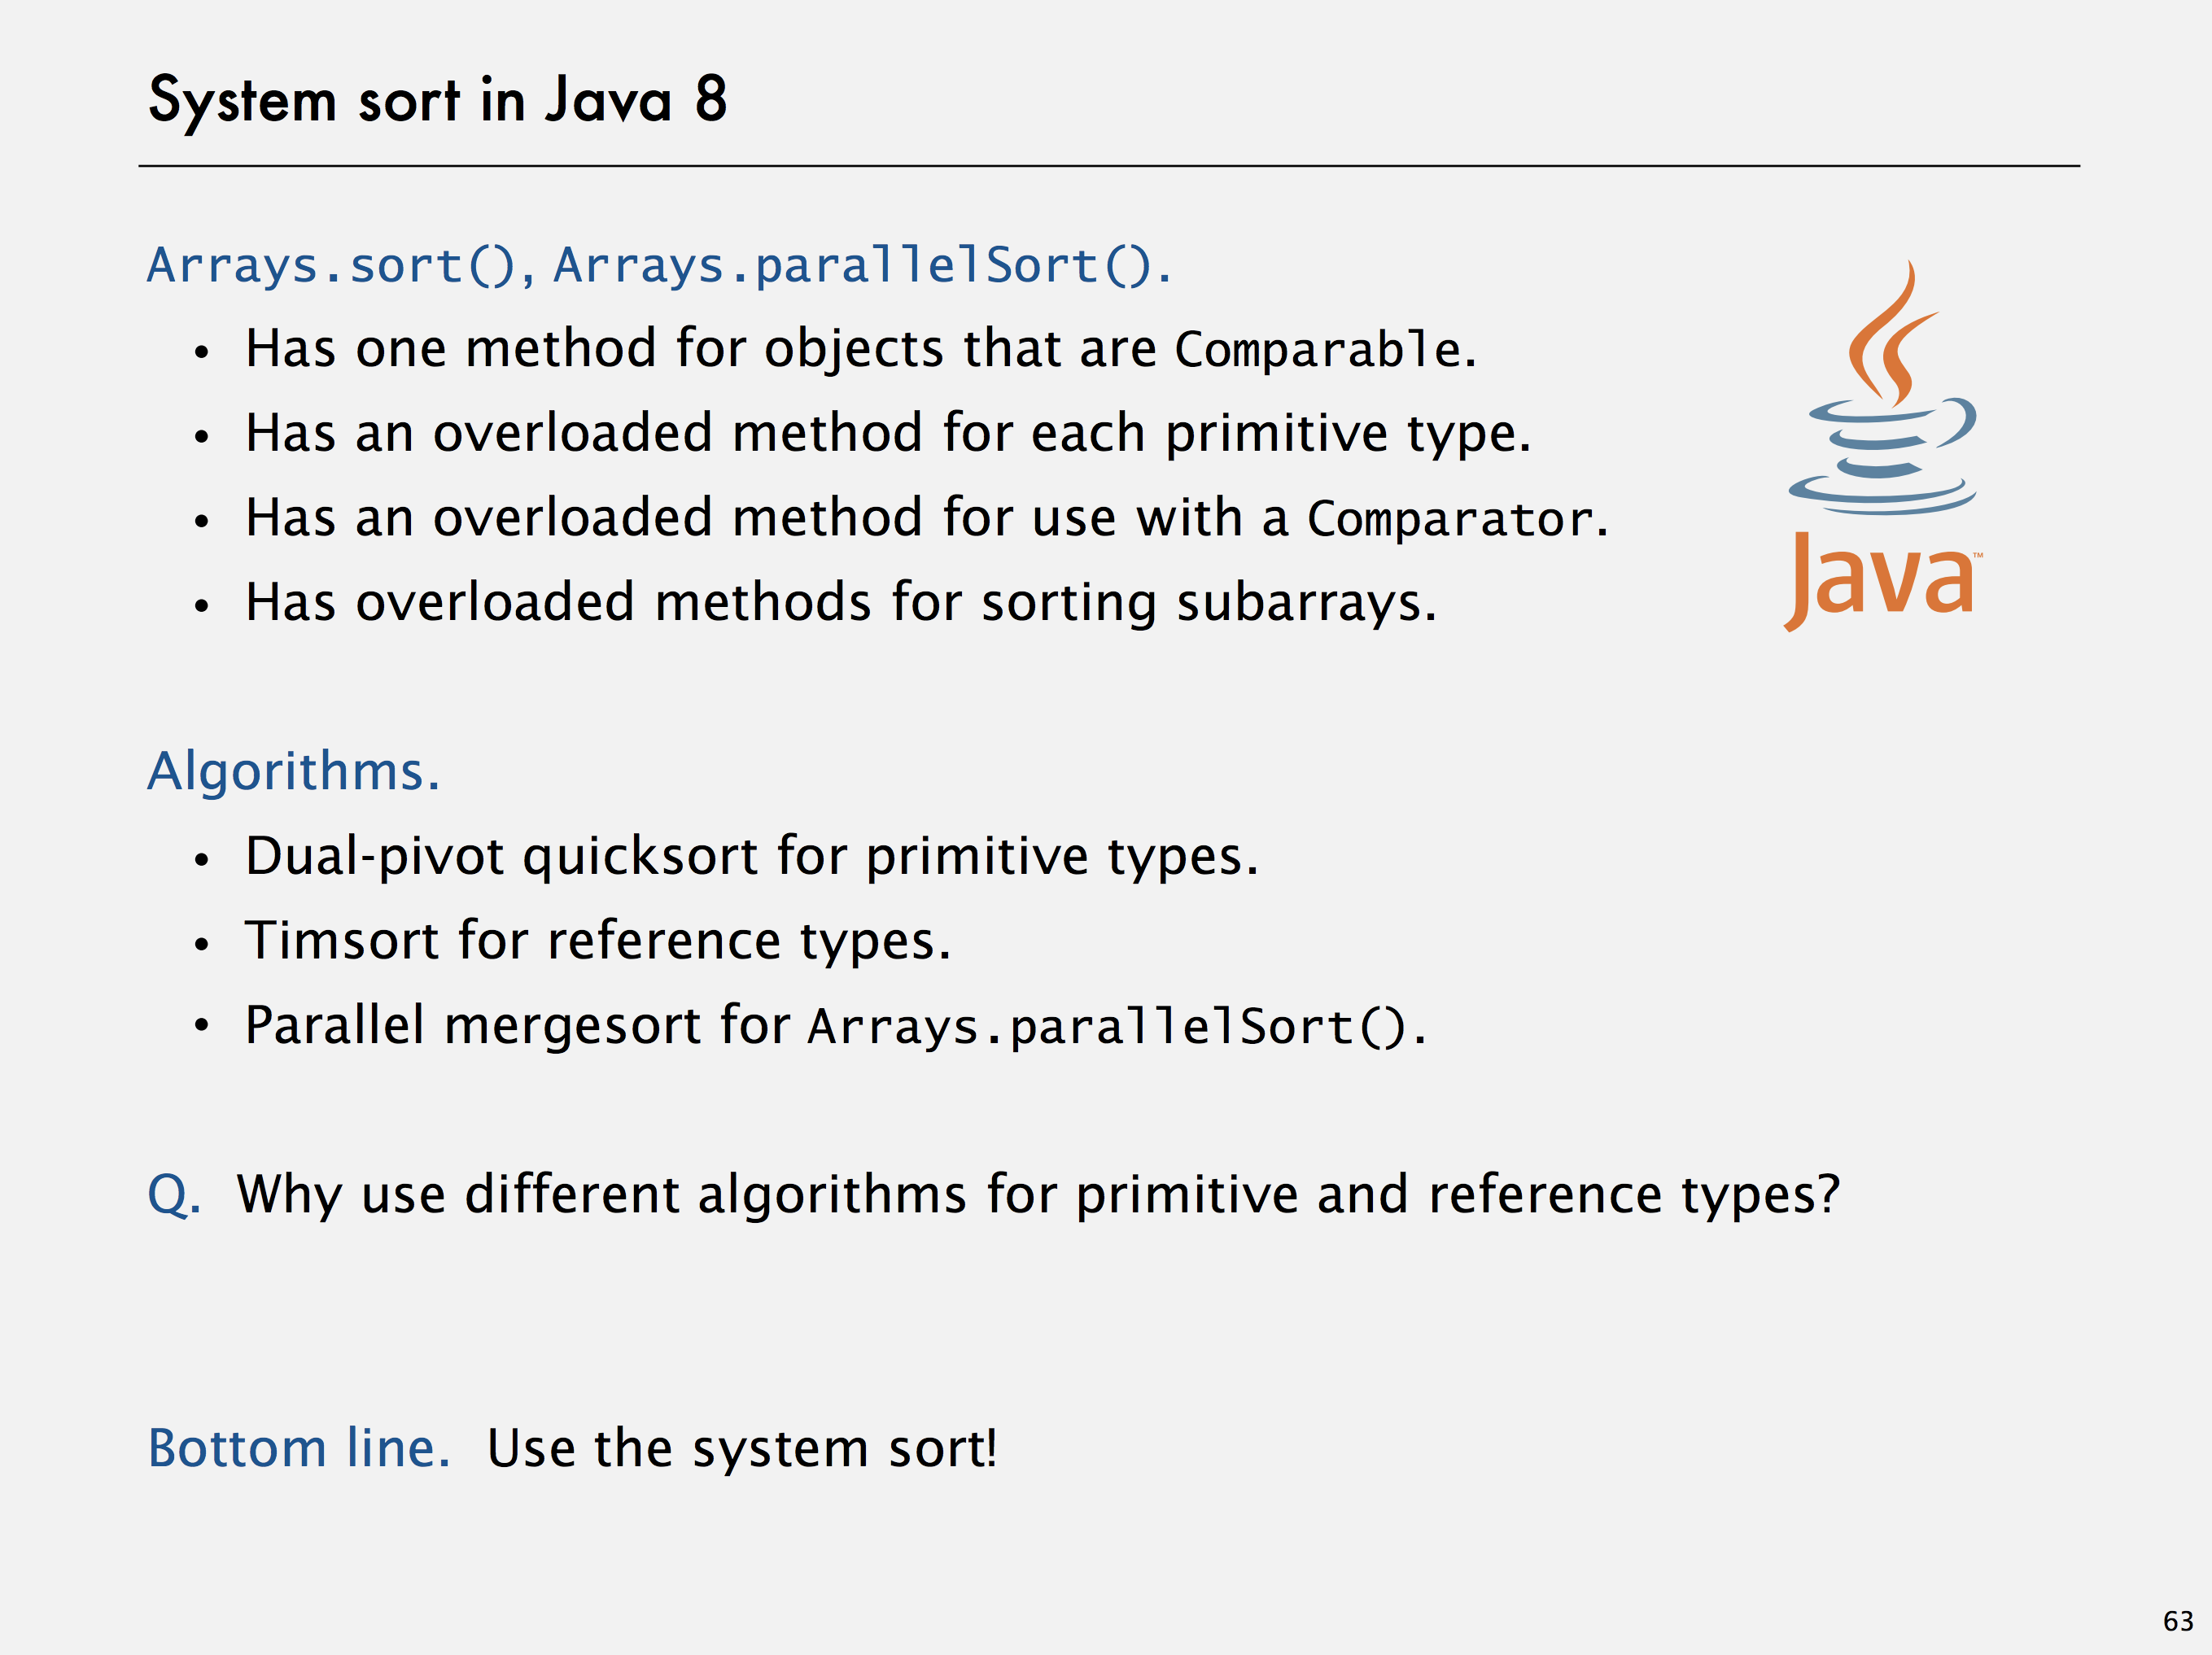 System sort in Java 8
Arrays.sort(), Arrays.parallelSort().
• Has one method for objects that are Comparable.
• Has an overloaded method for each primitive type.
• Has an overloaded method for use with a Comparator.
• Has overloaded methods for sorting subarrays.
Java™
Algorithms.
• Dual-pivot quicksort for primitive types.
• Timsort for reference types.
• Parallel mergesort for Arrays.parallelSort().
Q. Why use different algorithms for primitive and reference types?
Bottom line. Use the system sort!
63